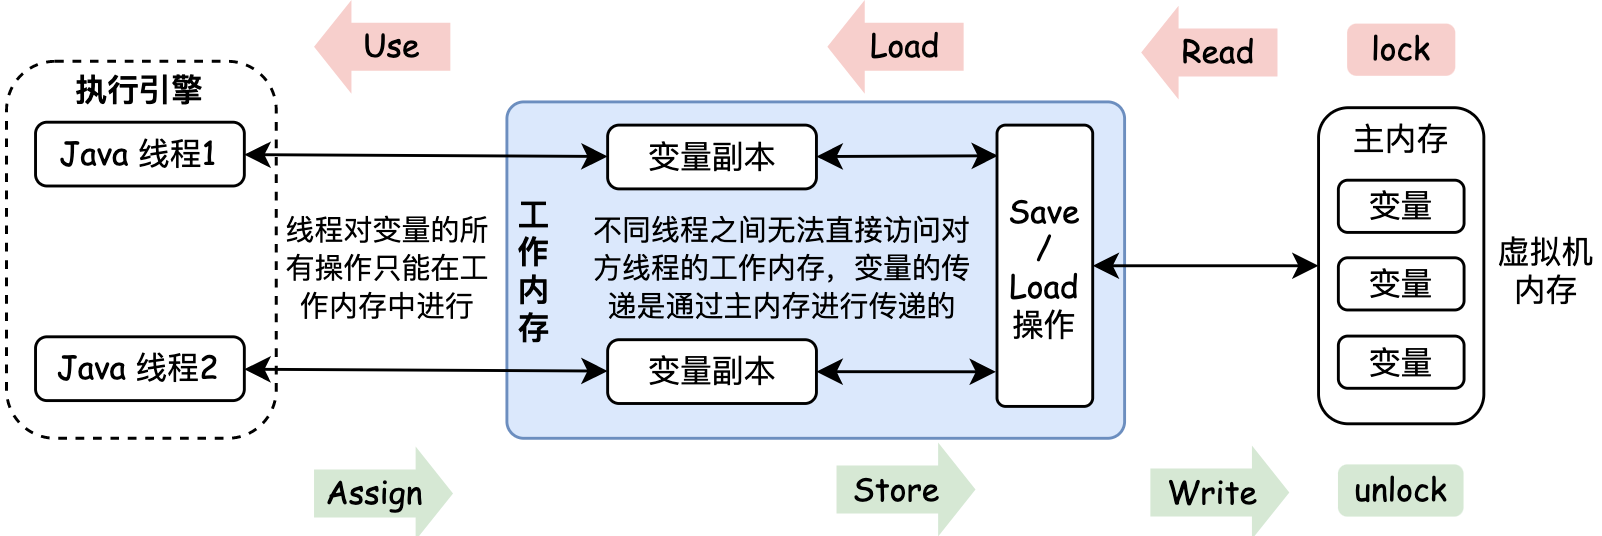 Use
Load
Read
lock
执行引擎
Java 线程1
变量副本
主内存
变量
变量
变量
虚拟机
内存
线程对变量的所
有操作只能在工
作内存中进行
工
作
内
存
不同线程之间无法直接访问对
方线程的工作内存，变量的传
递是通过主内存进行传递的
Save
/
Load
操作
Java 线程2
变量副本
Assign
Store
Write
unlock